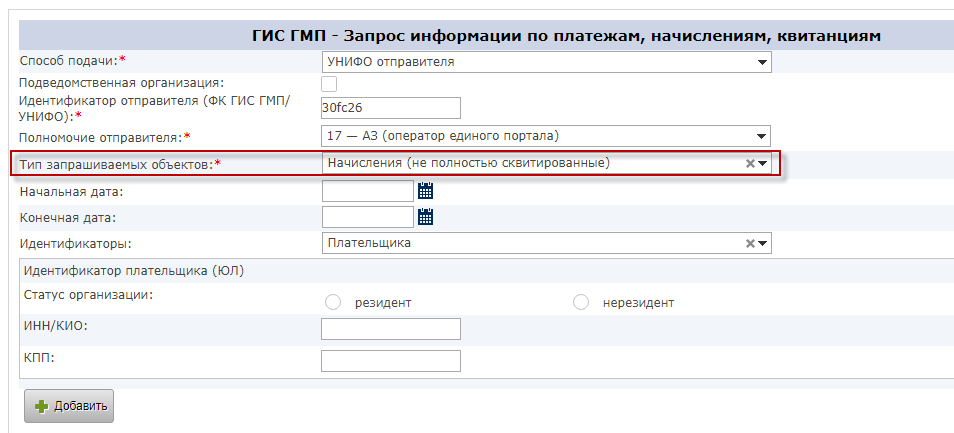 ГИС ГМП - Запрос информации по платежам, начислениям, квитанциям
Способ подачи:* УНИФО отправителя
Подведомственная организация:
Идентификатор отправителя (ФК ГИС ГМП/
УНИФО):* 30fc26
Полномочие отправителя:* 17 — АЗ (оператор единого портала)
Тип запрашиваемых объектов:* Начисления (не полностью сквитированные)
Начальная дата:
Конечная дата:
Идентификаторы: Плательщика
Идентификатор плательщика (ЮЛ)
Статус организации: резидент нерезидент
ИНН/КИО:
КПП:
Добавить